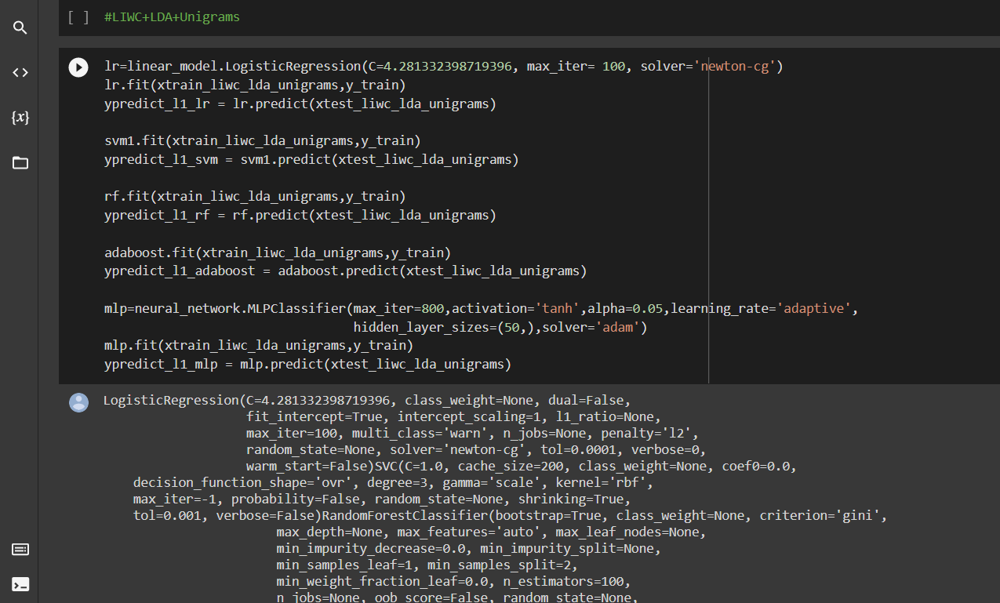 [ ] #LIWC+LDA+Unigrams
lr=linear_model.LogisticRegression(C=4.281332398719396, max_iter= 100, solver='newton-cg')
lr.fit(xtrain_liwc_lda_unigrams,y_train)
ypredict_l1_lr = lr.predict(xtest_liwc_lda_unigrams)
svm1.fit(xtrain_liwc_lda_unigrams,y_train)
ypredict_l1_svm = svm1.predict(xtest_liwc_lda_unigrams)
rf.fit(xtrain_liwc_lda_unigrams,y_train)
ypredict_l1_rf = rf.predict(xtest_liwc_lda_unigrams)
adaboost.fit(xtrain_liwc_lda_unigrams,y_train)
ypredict_l1_adaboost = adaboost.predict(xtest_liwc_lda_unigrams)
mlp=neural_network.MLPClassifier(max_iter=800,activation='tanh',alpha=0.05,learning_rate='adaptive',
hidden_layer_sizes=(50,),solver='adam')
mlp.fit(xtrain_liwc_lda_unigrams,y_train)
ypredict_l1_mlp = mlp.predict(xtest_liwc_lda_unigrams)
LogisticRegression(C=4.281332398719396, class_weight=None, dual=False,
fit_intercept=True, intercept_scaling=1, l1_ratio=None,
max_iter=100, multi_class='warn', n_jobs=None, penalty='l2',
random_state=None, solver='newton-cg', tol=0.0001, verbose=0,
warm_start=False)SVC(C=1.0, cache_size=200, class_weight=None, coef0=0.0,
decision_function_shape='ovr', degree=3, gamma='scale', kernel='rbf',
max_iter=-1, probability=False, random_state=None, shrinking=True,
tol=0.001, verbose=False)RandomForestClassifier(bootstrap=True, class_weight=None, criterion='gini',
max_depth=None, max_features='auto', max_leaf_nodes=None,
min_impurity_decrease=0.0, min_impurity_split=None,
min_samples_leaf=1, min_samples_split=2,
min_weight_fraction_leaf=0.0, n_estimators=100,
n_jobs=None, oob_score=False, random_state=None,